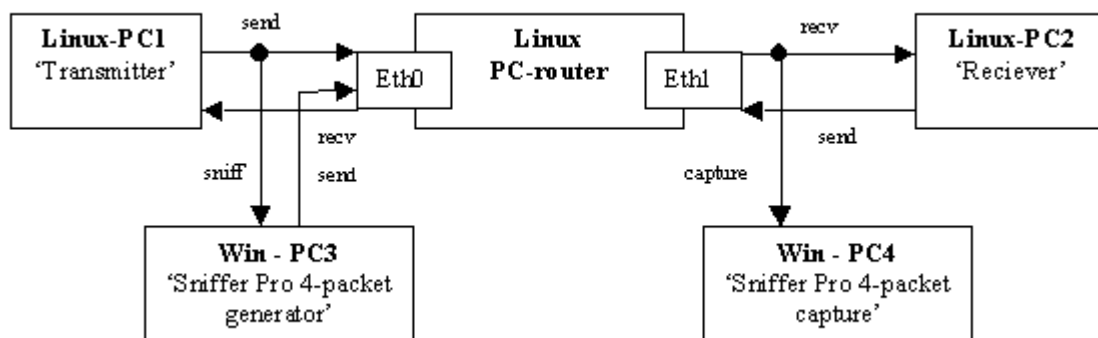 send
recv
Linux-PC1
‘Transmitter’
Linux
PC-router
Linux-PC2
‘Reciever’
Eth0
Eth1
recv
send
sniff
send
capture
Win - PC3
‘Sniffer Pro 4-packet
generator’
Win - PC4
‘Sniffer Pro 4-packet
capture’